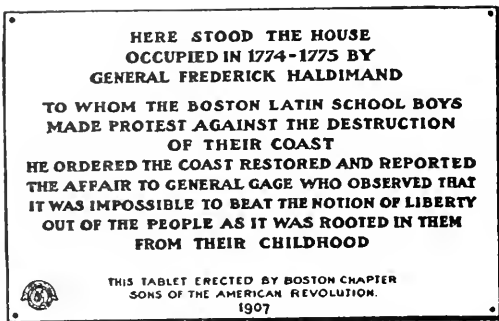 HERE STOOD THE HOUSE
OCCUPIED IN 1774-1775 BY
GENERAL FREDERICK HALDIMAND
TO WHOM THE BOSTON LATIN SCHOOL BOYS
MADE PROTEST AGAINST THE DESTRUCTION
OF THEIR COAST
HE ORDERED THE COAST RESTORED AND REPORTED
THE AFFAIR TO GENERAL GAGE WHO OBSERVED THAT
IT WAS IMPOSSIBLE TO BEAT THE NOTION OF LIBERTY
OUT OF THE PEOPLE AS IT WAS ROOTED IN THEM
FROM THEIR CHILDHOOD
THIS TABLET ERECTED BY BOSTON CHAPTER
SONS OF THE AMERICAN REVOLUTION.
1907